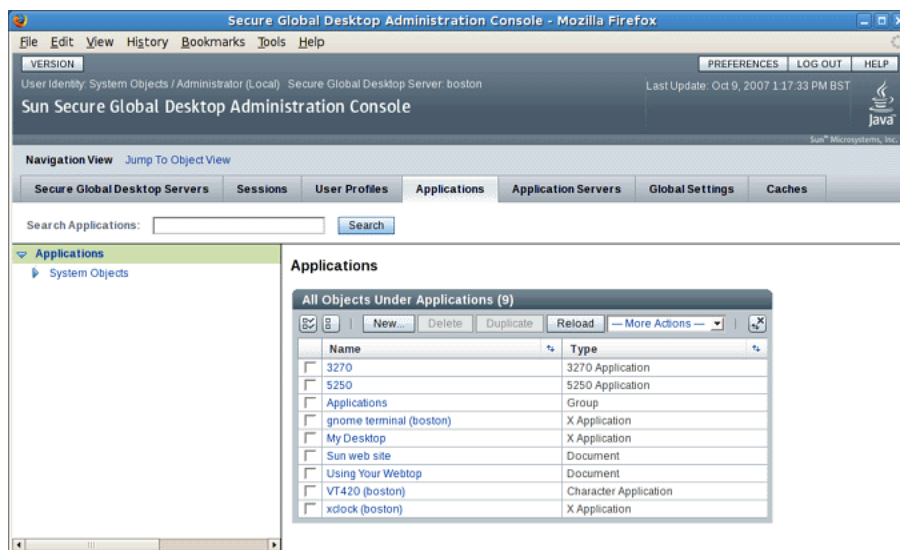 Secure Global Desktop Administration Console - Mozilla Firefox
File Edit View History Bookmarks Tools Help
VERSION PREFERENCES LOG OUT HELP
User Identity: System Objects / Administrator (Local) Secure Global Desktop Server: boston Last Update: Oct 9, 2007 1:17:33 PM BST
Sun Secure Global Desktop Administration Console
Java
Sun™ Microsystems, Inc.
Navigation View Jump To Object View
Secure Global Desktop Servers Sessions User Profiles Applications Application Servers Global Settings Caches
Search Applications: Search
Applications
System Objects
Applications
All Objects Under Applications (9)
New... Delete Duplicate Reload — More Actions —
Name Type
3270 3270 Application
5250 5250 Application
Applications Group
gnome terminal (boston) X Application
My Desktop X Application
Sun web site Document
Using Your Webtop Document
VT420 (boston) Character Application
xclock (boston) X Application